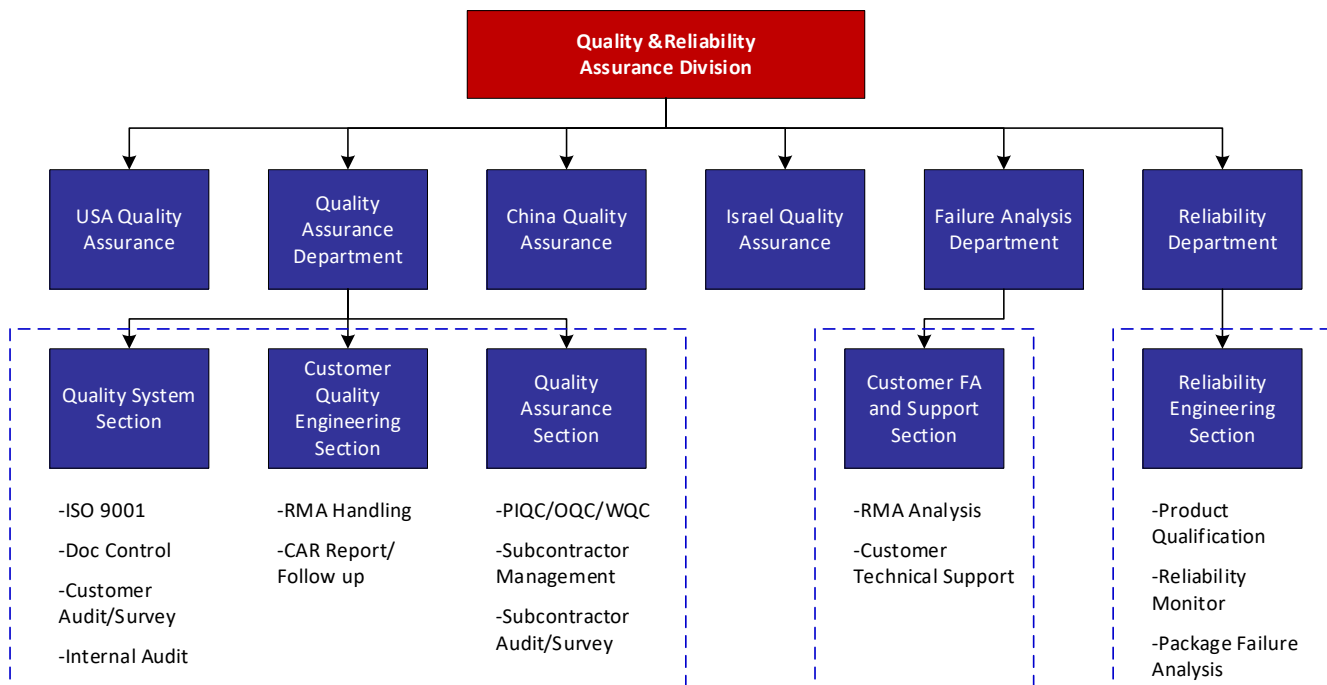 Quality &Reliability
Assurance Division
USA Quality
Assurance
Quality
Assurance
Department
China Quality
Assurance
Israel Quality
Assurance
Failure Analysis
Department
Reliability
Department
Quality System
Section
Customer
Quality
Engineering
Section
Quality
Assurance
Section
Customer FA
and Support
Section
Reliability
Engineering
Section
-ISO 9001
-Doc Control
-Customer
Audit/Survey
-Internal Audit
-RMA Handling
-CAR Report/
Follow up
-PIQC/OQC/WQC
-Subcontractor
Management
-Subcontractor
Audit/Survey
-RMA Analysis
-Customer
Technical Support
-Product
Qualification
-Reliability
Monitor
-Package Failure
Analysis